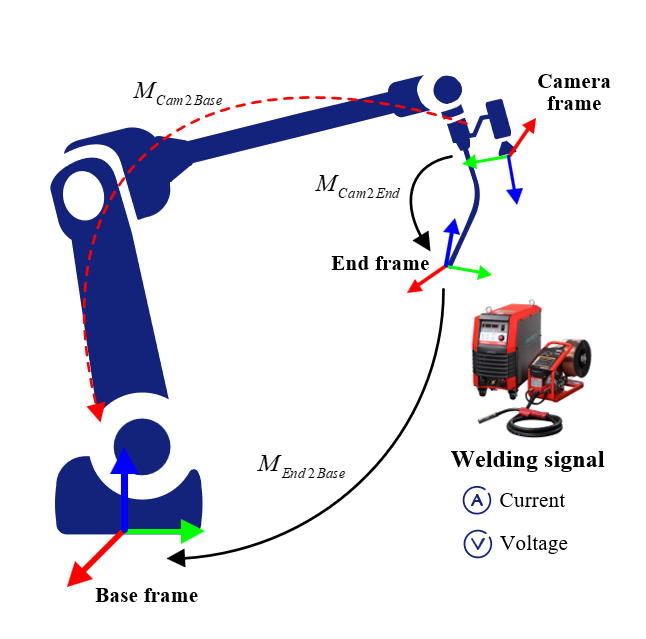 Camera
frame
M_{Cam2Base}
M_{Cam2End}
End frame
M_{End2Base}
Welding signal
A Current
V Voltage
Base frame